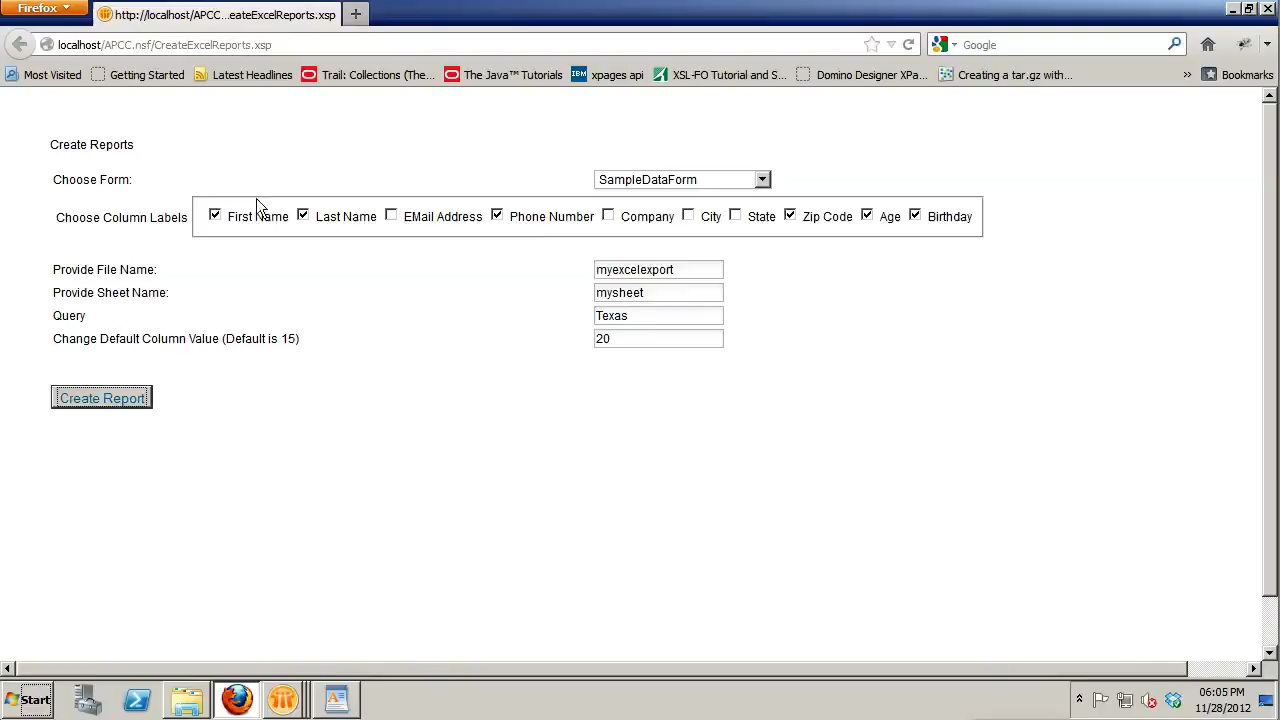 Firefox
http://localhost/APCC...eateExcelReports.xsp
localhost/APCC.nsf/CreateExcelReports.xsp
Google
Most Visited
Getting Started
Latest Headlines
Trail: Collections (The...
The Java™ Tutorials
IBM
xpages api
XSL-FO Tutorial and S...
Domino Designer XPa...
Creating a tar.gz with...
»
Bookmarks
Create Reports
Choose Form:
SampleDataForm
Choose Column Labels
First Name
Last Name
EMail Address
Phone Number
Company
City
State
Zip Code
Age
Birthday
Provide File Name:
myexcelexport
Provide Sheet Name:
mysheet
Query
Texas
Change Default Column Value (Default is 15)
20
Create Report
Start
06:05 PM
11/28/2012